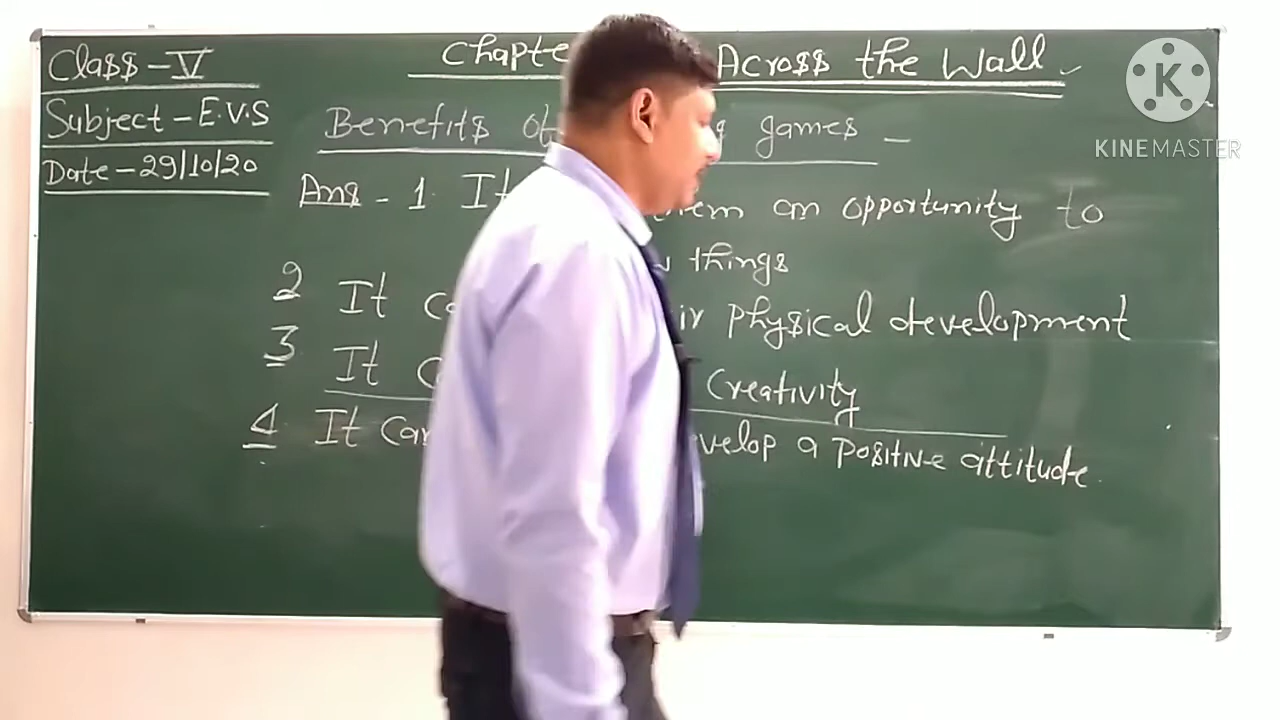 Class - V
Chapte Across the Wall
Subject - E.V.S
Benefits of games -
Date - 29/10/20
Ans - 1. It an opportunity to
things
2 It physical development
3 It Creativity
4 It Can a positive attitude
K
KINEMASTER